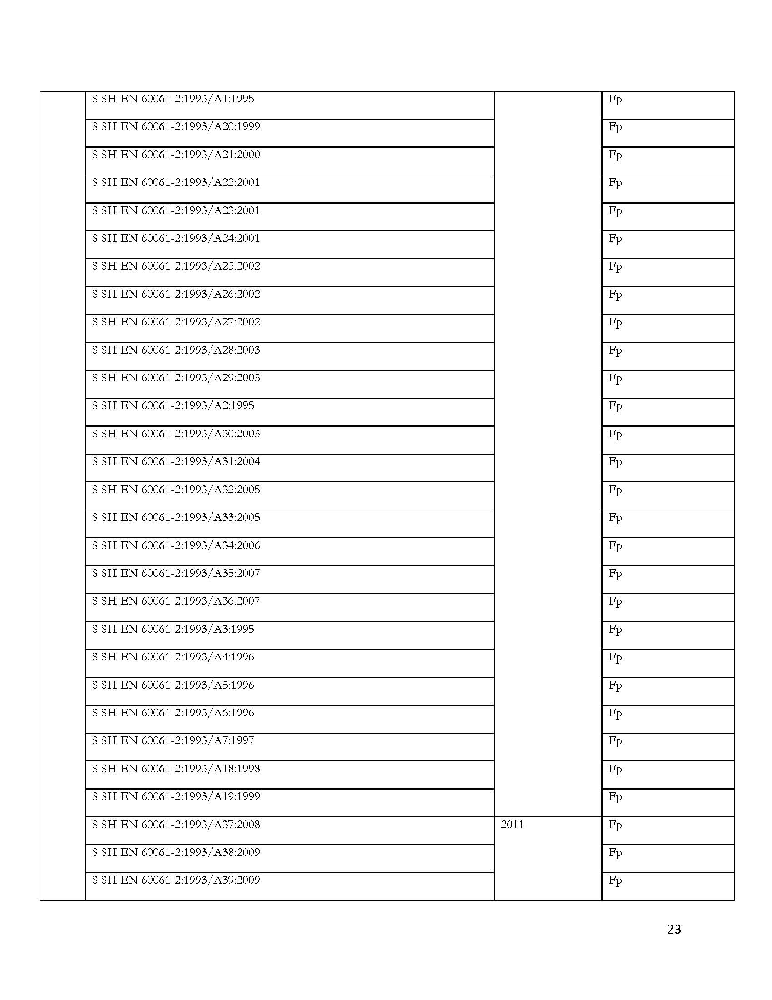 S SH EN 60061-2:1993/A1:1995 Fp
S SH EN 60061-2:1993/A20:1999 Fp
S SH EN 60061-2:1993/A21:2000 Fp
S SH EN 60061-2:1993/A22:2001 Fp
S SH EN 60061-2:1993/A23:2001 Fp
S SH EN 60061-2:1993/A24:2001 Fp
S SH EN 60061-2:1993/A25:2002 Fp
S SH EN 60061-2:1993/A26:2002 Fp
S SH EN 60061-2:1993/A27:2002 Fp
S SH EN 60061-2:1993/A28:2003 Fp
S SH EN 60061-2:1993/A29:2003 Fp
S SH EN 60061-2:1993/A2:1995 Fp
S SH EN 60061-2:1993/A30:2003 Fp
S SH EN 60061-2:1993/A31:2004 Fp
S SH EN 60061-2:1993/A32:2005 Fp
S SH EN 60061-2:1993/A33:2005 Fp
S SH EN 60061-2:1993/A34:2006 Fp
S SH EN 60061-2:1993/A35:2007 Fp
S SH EN 60061-2:1993/A36:2007 Fp
S SH EN 60061-2:1993/A3:1995 Fp
S SH EN 60061-2:1993/A4:1996 Fp
S SH EN 60061-2:1993/A5:1996 Fp
S SH EN 60061-2:1993/A6:1996 Fp
S SH EN 60061-2:1993/A7:1997 Fp
S SH EN 60061-2:1993/A18:1998 Fp
S SH EN 60061-2:1993/A19:1999 Fp
S SH EN 60061-2:1993/A37:2008 2011 Fp
S SH EN 60061-2:1993/A38:2009 Fp
S SH EN 60061-2:1993/A39:2009 Fp
23